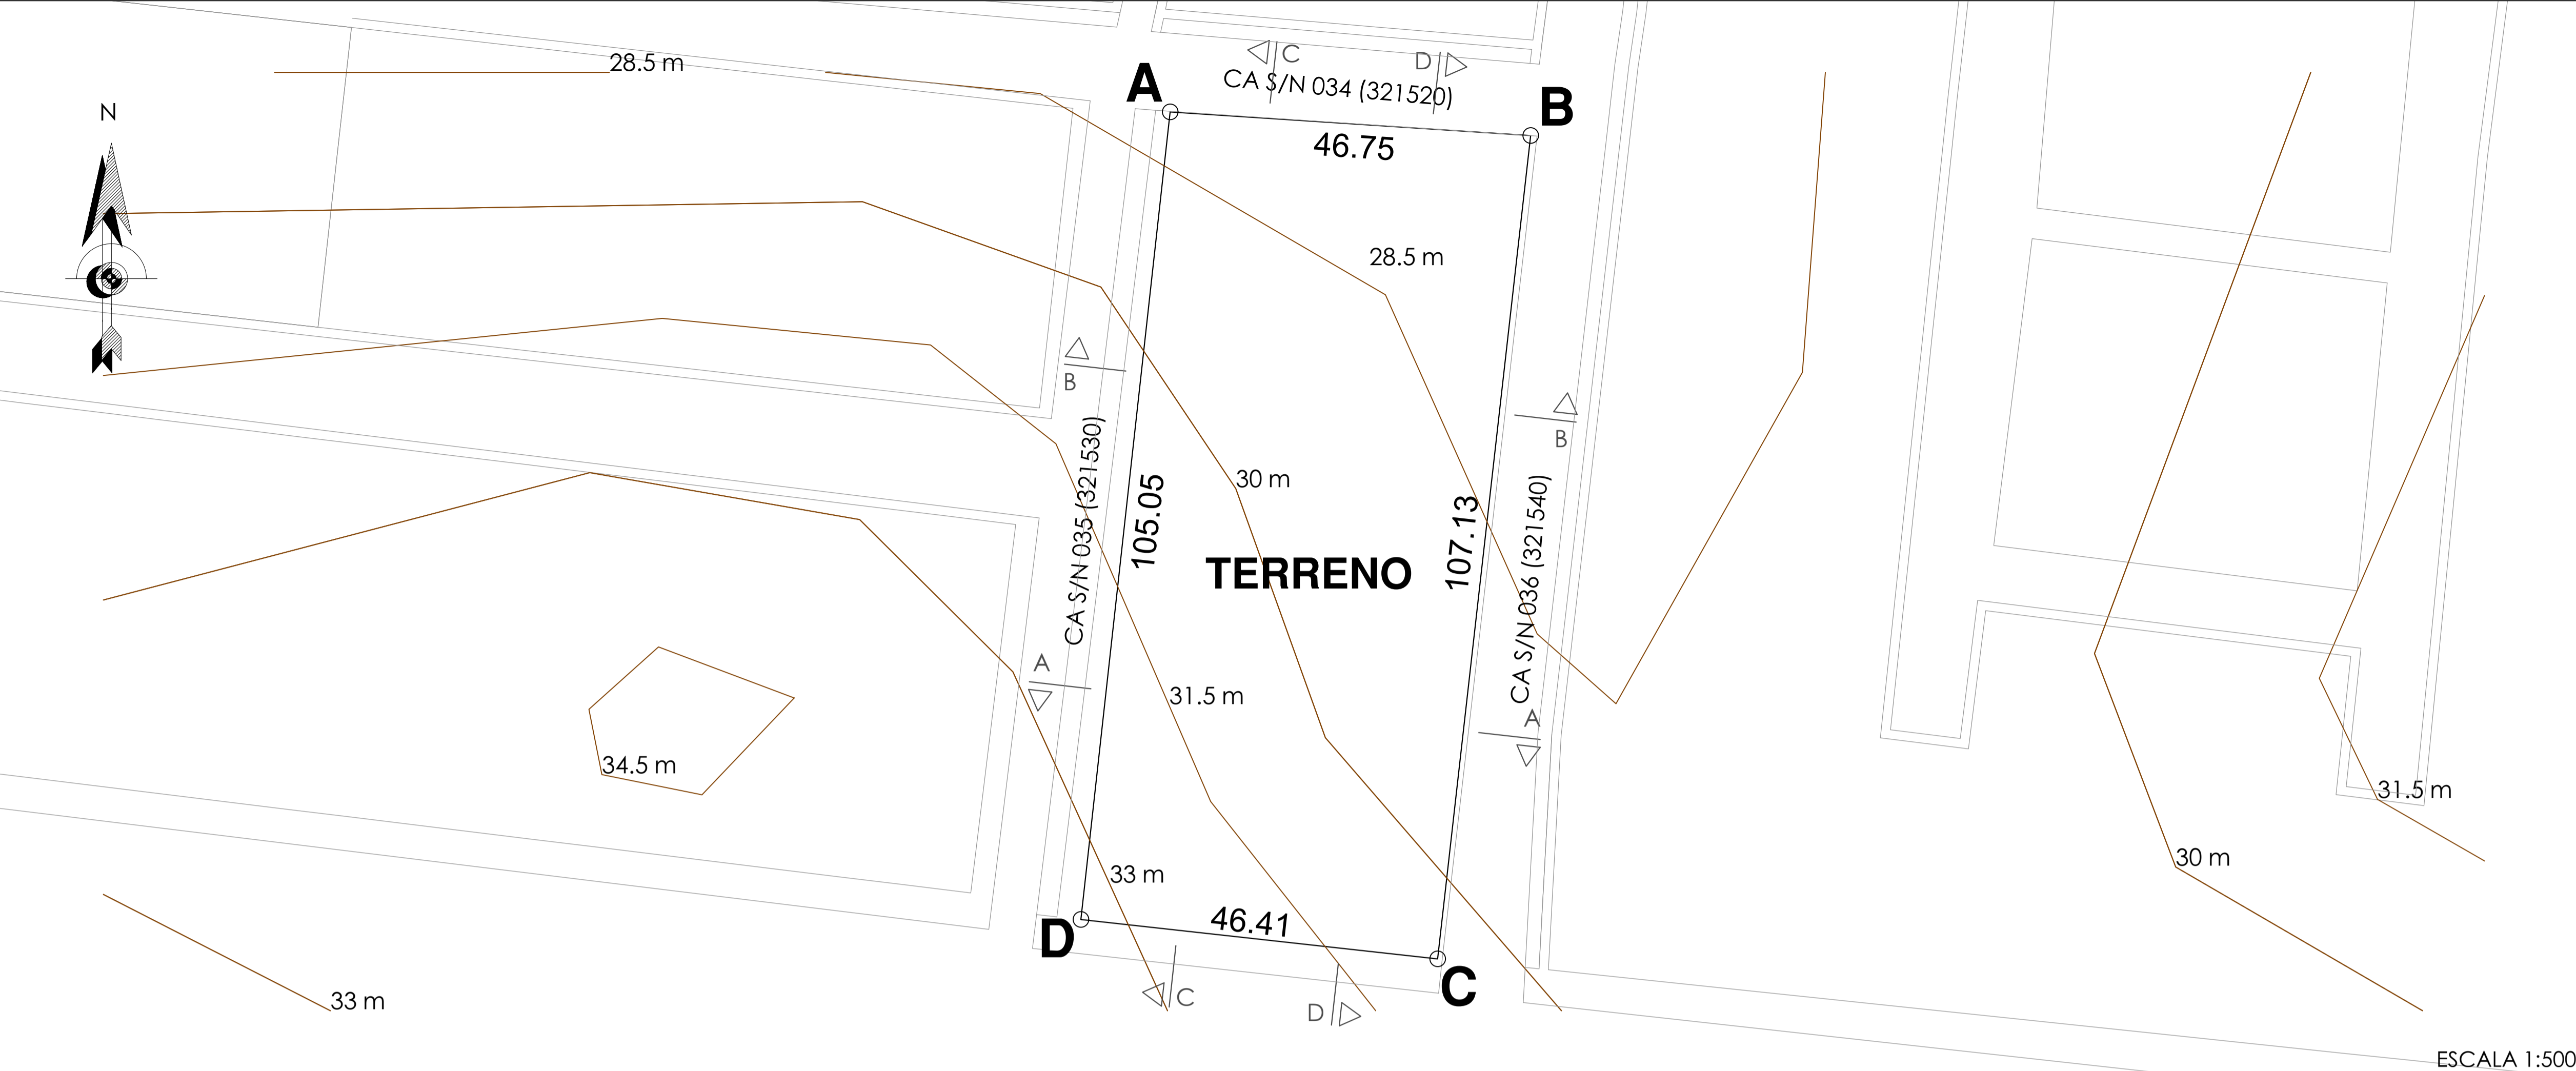 C
D
28.5 m
CA S/N 034 (321520)
A
B
N
46.75
28.5 m
B
B
CA S/N 035 (321530)
30 m
105.05
107.13
CA S/N 036 (321540)
TERRENO
A
31.5 m
A
34.5 m
31.5 m
30 m
33 m
46.41
D
C
C
D
33 m
ESCALA 1:500